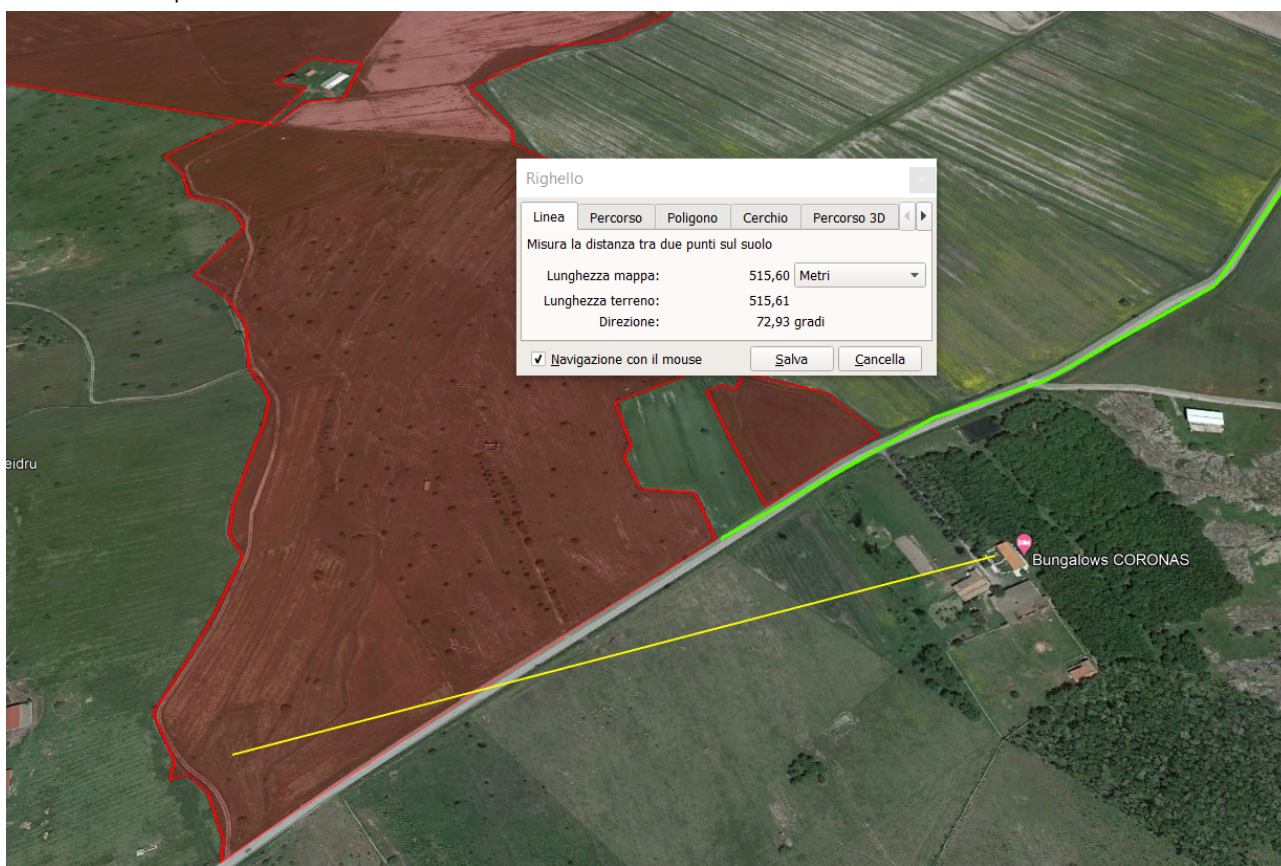 Righello
Linea Percorso Poligono Cerchio Percorso 3D
Misura la distanza tra due punti sul suolo
Lunghezza mappa: 515,60 Metri
Lunghezza terreno: 515,61
Direzione: 72,93 gradi
Navigazione con il mouse Salva Cancella
eidru
Bungalows CORONAS